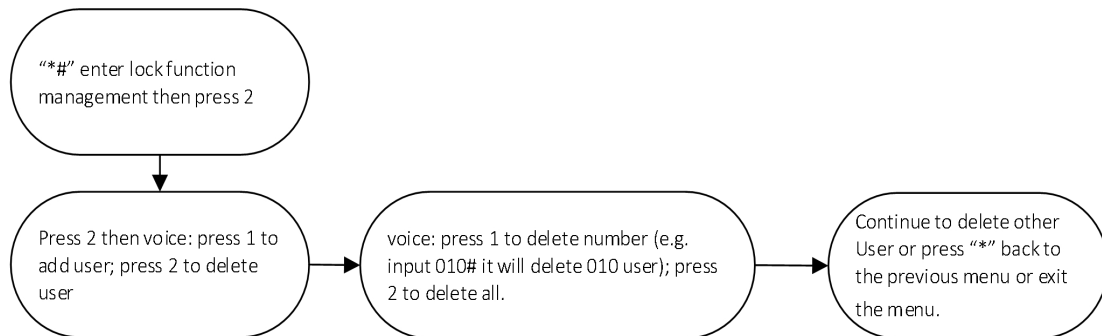 “*#” enter lock function
management then press 2
Press 2 then voice: press 1 to
add user; press 2 to delete
user
voice: press 1 to delete number (e.g.
input 010# it will delete 010 user); press
2 to delete all.
Continue to delete other
User or press “*” back to
the previous menu or exit
the menu.